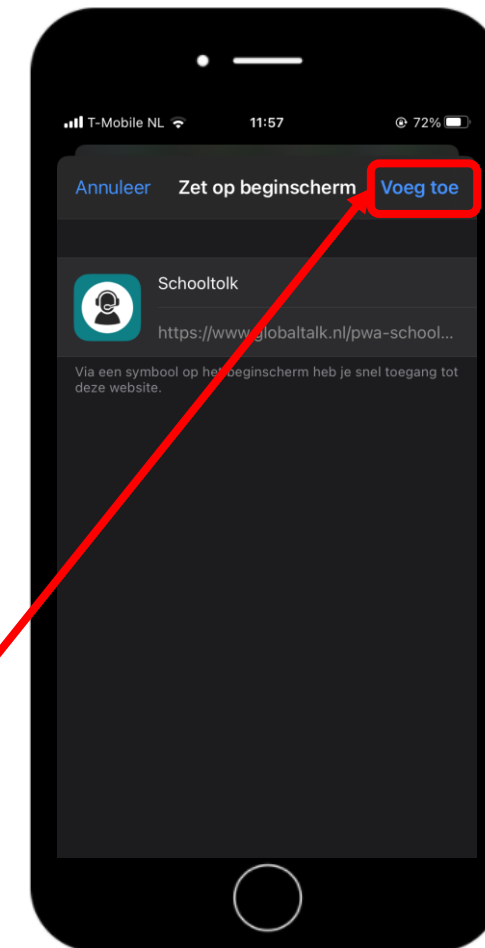 T-Mobile NL 11:57 72%
Annuleer Zet op beginscherm Voeg toe
Schooltolk
https://www.globaltalk.nl/pwa-school...
Via een symbool op het beginscherm heb je snel toegang tot
deze website.